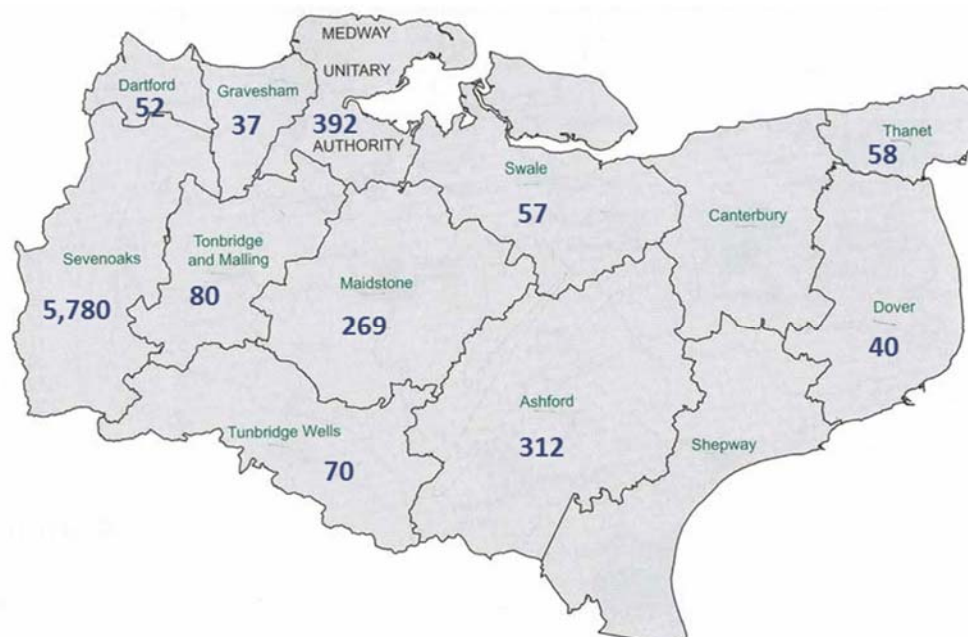 MEDWAY
UNITARY
392
AUTHORITY
Dartford
52
Gravesham
37
Thanet
58
Swale
57
Canterbury
Sevenoaks
5,780
Tonbridge
and Malling
80
Maidstone
269
Dover
40
Ashford
312
Tunbridge Wells
70
Shepway